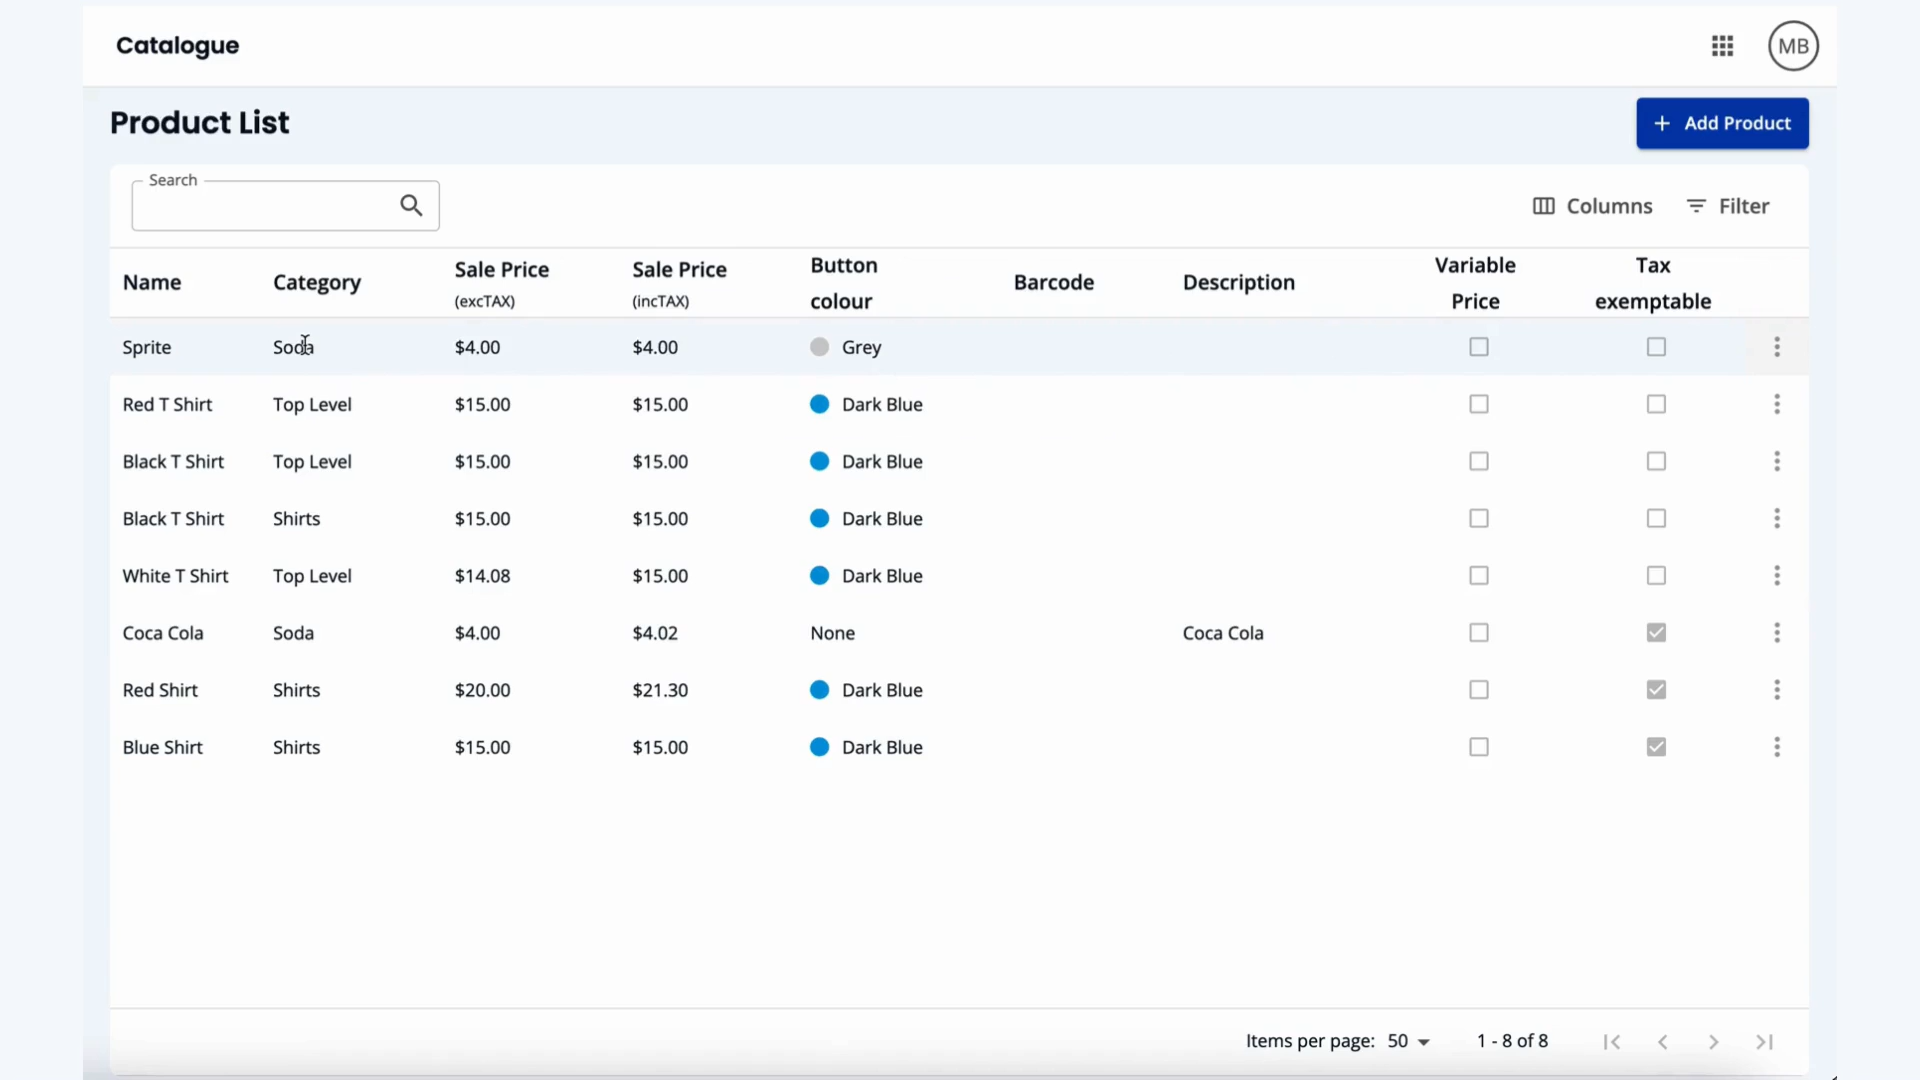 Catalogue
MB
Product List
+ Add Product
Search
Columns
Filter
Name Category Sale Price (excTAX) Sale Price (incTAX) Button colour Barcode Description Variable Price Tax exemptable
Sprite Soda $4.00 $4.00 Grey
Red T Shirt Top Level $15.00 $15.00 Dark Blue
Black T Shirt Top Level $15.00 $15.00 Dark Blue
Black T Shirt Shirts $15.00 $15.00 Dark Blue
White T Shirt Top Level $14.08 $15.00 Dark Blue
Coca Cola Soda $4.00 $4.02 None Coca Cola
Red Shirt Shirts $20.00 $21.30 Dark Blue
Blue Shirt Shirts $15.00 $15.00 Dark Blue
Items per page: 50 1 - 8 of 8